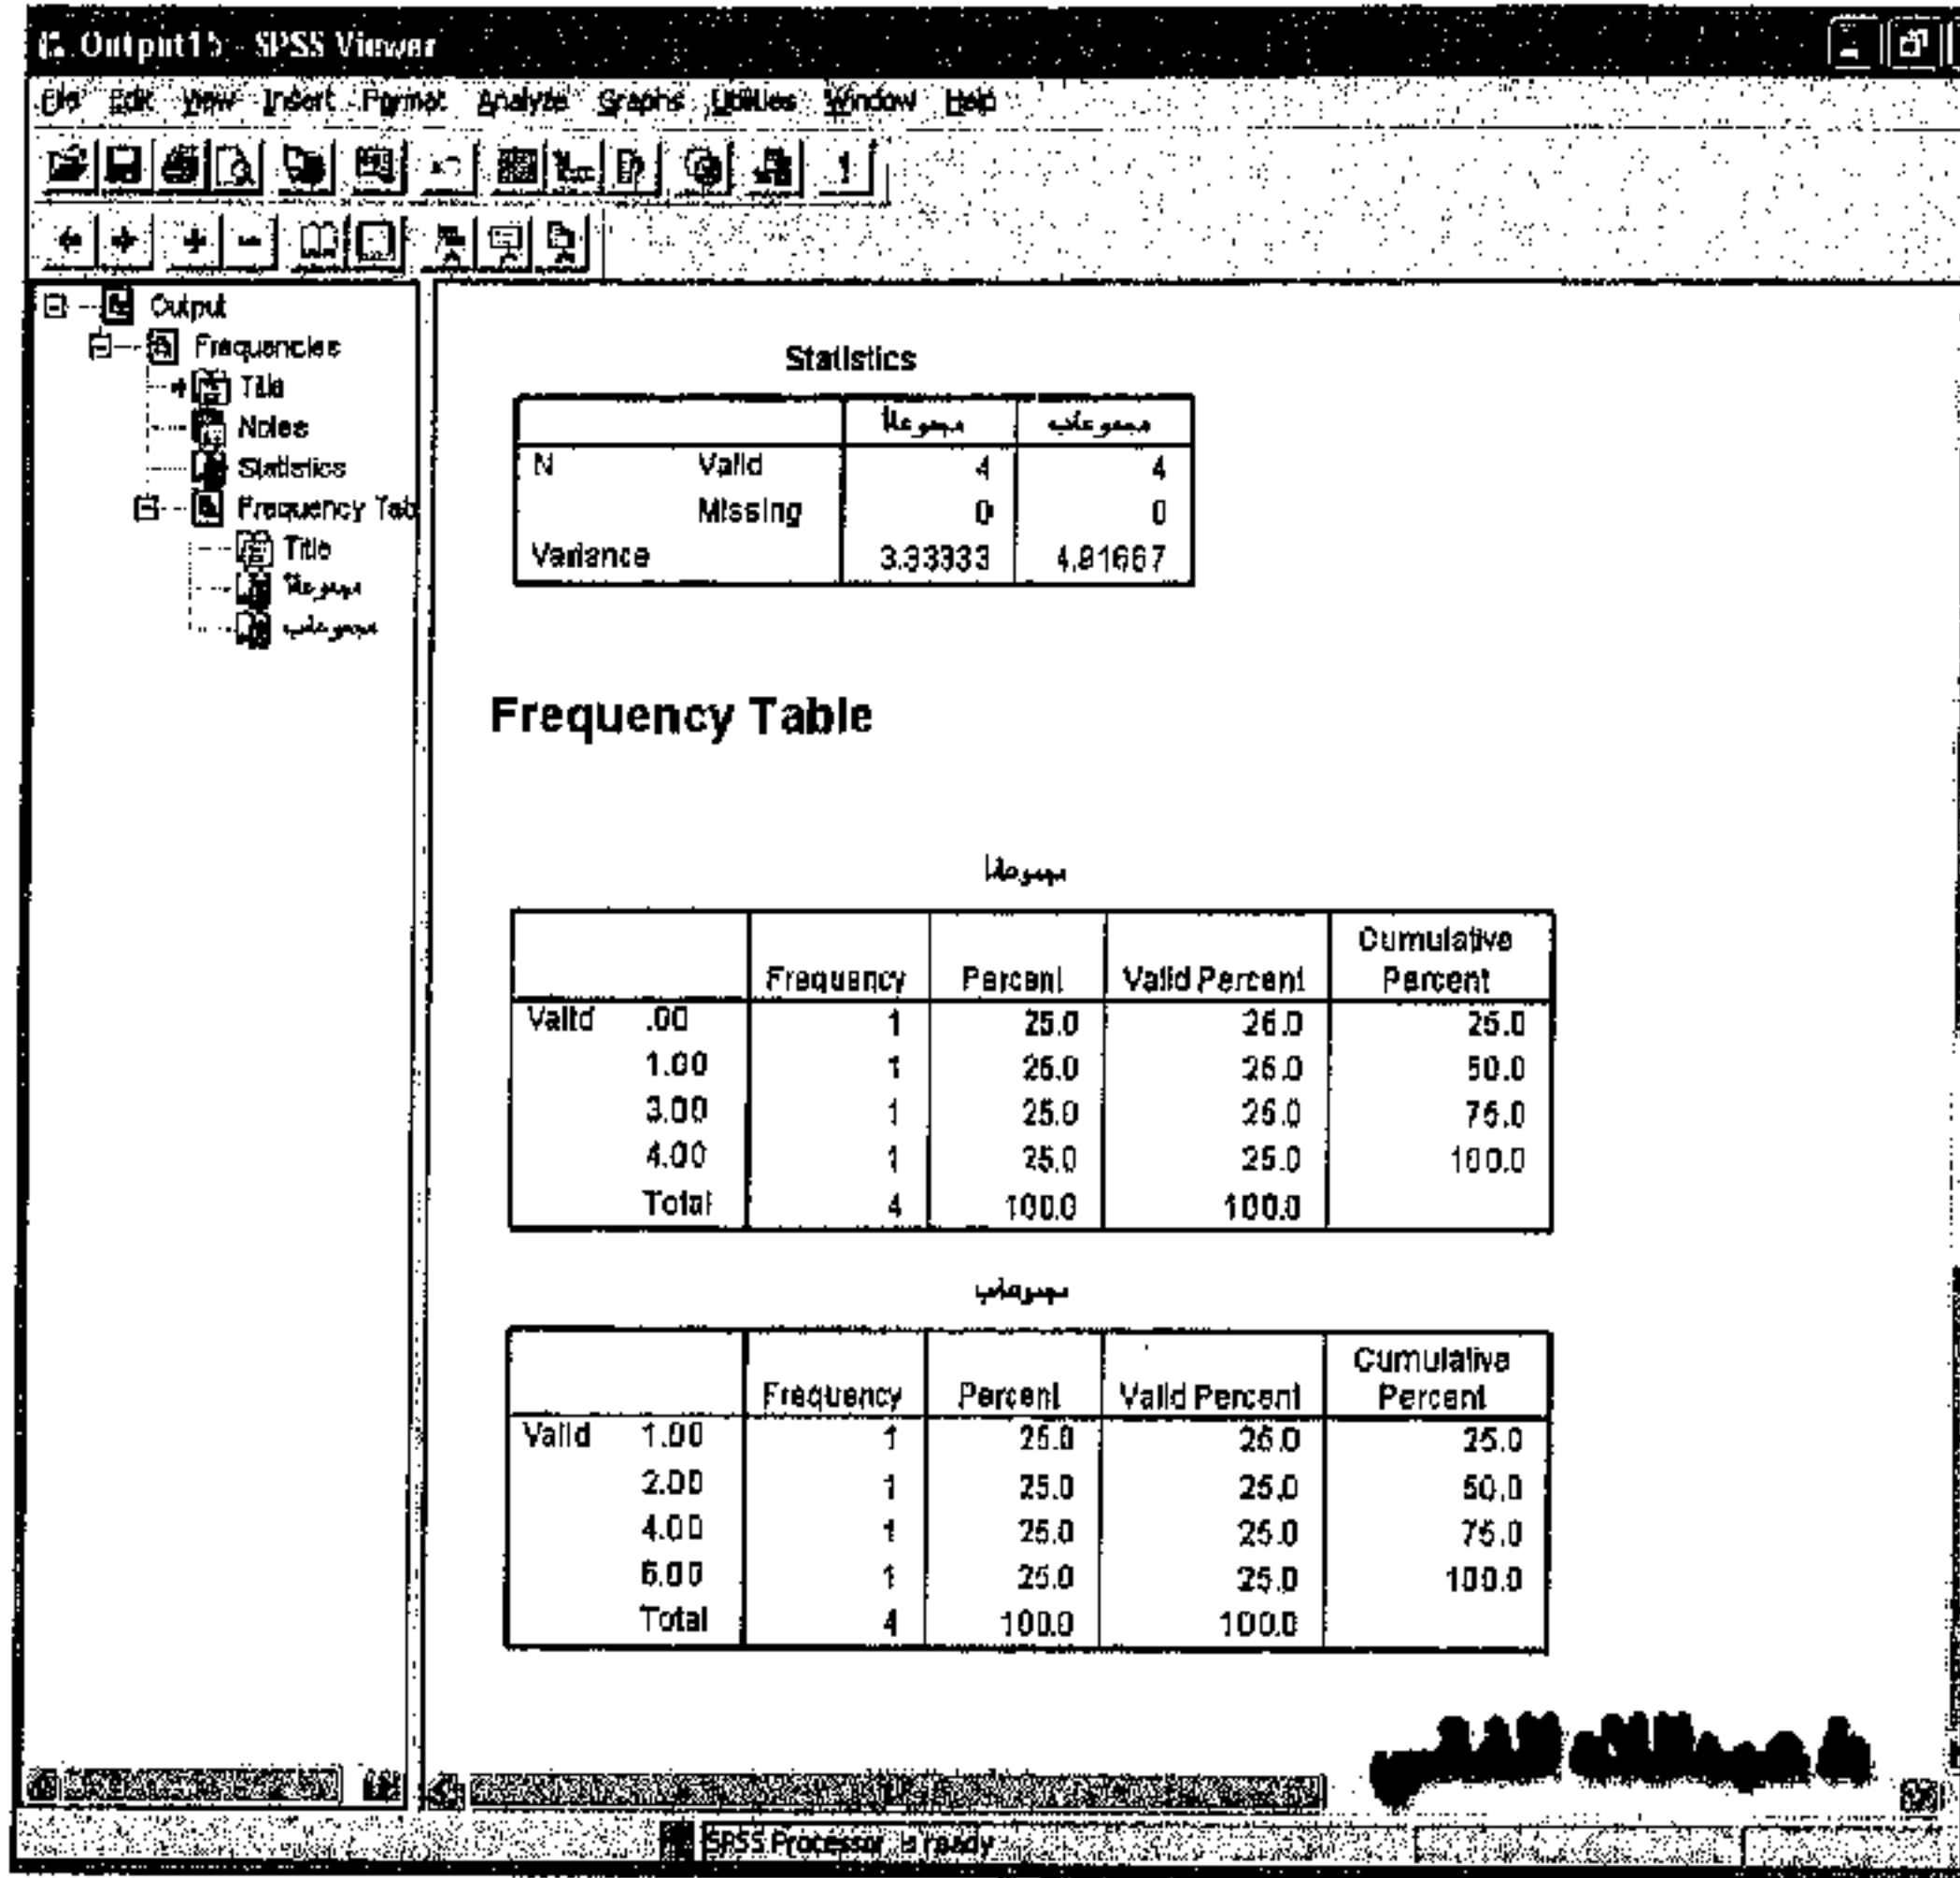 Output15 - SPSS Viewer
File Edit View Insert Format Analyze Graphs Utilities Window Help
Output
Frequencies
Title
Notes
Statistics
Frequency Tab
Title
مجموعةأ
مجموعةب
Statistics
مجموعةأ مجموعةب
N Valid 4 4
Missing 0 0
Variance 3.33333 4.91667
Frequency Table
مجموعةأ
Frequency Percent Valid Percent Cumulative Percent
Valid .00 1 25.0 25.0 25.0
1.00 1 25.0 25.0 50.0
3.00 1 25.0 25.0 75.0
4.00 1 25.0 25.0 100.0
Total 4 100.0 100.0
مجموعةب
Frequency Percent Valid Percent Cumulative Percent
Valid 1.00 1 25.0 25.0 25.0
2.00 1 25.0 25.0 50.0
4.00 1 25.0 25.0 75.0
6.00 1 25.0 25.0 100.0
Total 4 100.0 100.0
SPSS Processor is ready